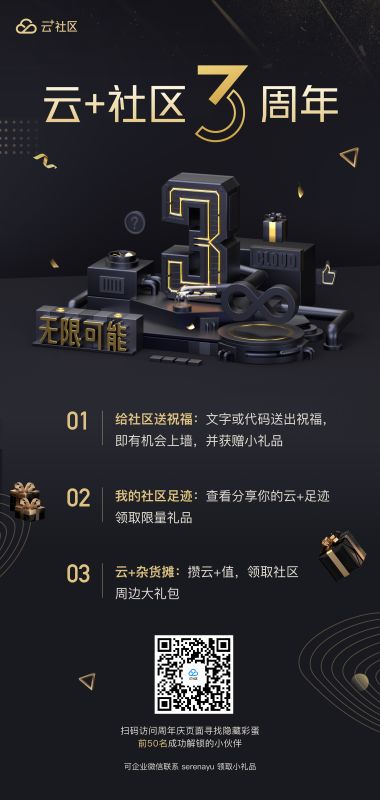 云+社区
云+社区 3 周年
?
3
CLOUD
无限可能
01 给社区送祝福：文字或代码送出祝福，
即有机会上墙，并获赠小礼品
02 我的社区足迹：查看分享你的云+足迹
领取限量礼品
03 云+杂货摊：攒云+值，领取社区
周边大礼包
扫码访问周年庆页面寻找隐藏彩蛋
前50名成功解锁的小伙伴
可企业微信联系 serenayu 领取小礼品